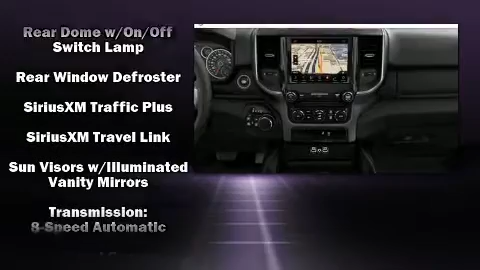 Rear Dome w/On/Off
Switch Lamp
Rear Window Defroster
SiriusXM Traffic Plus
SiriusXM Travel Link
Sun Visors w/Illuminated
Vanity Mirrors
Transmission:
8-Speed Automatic